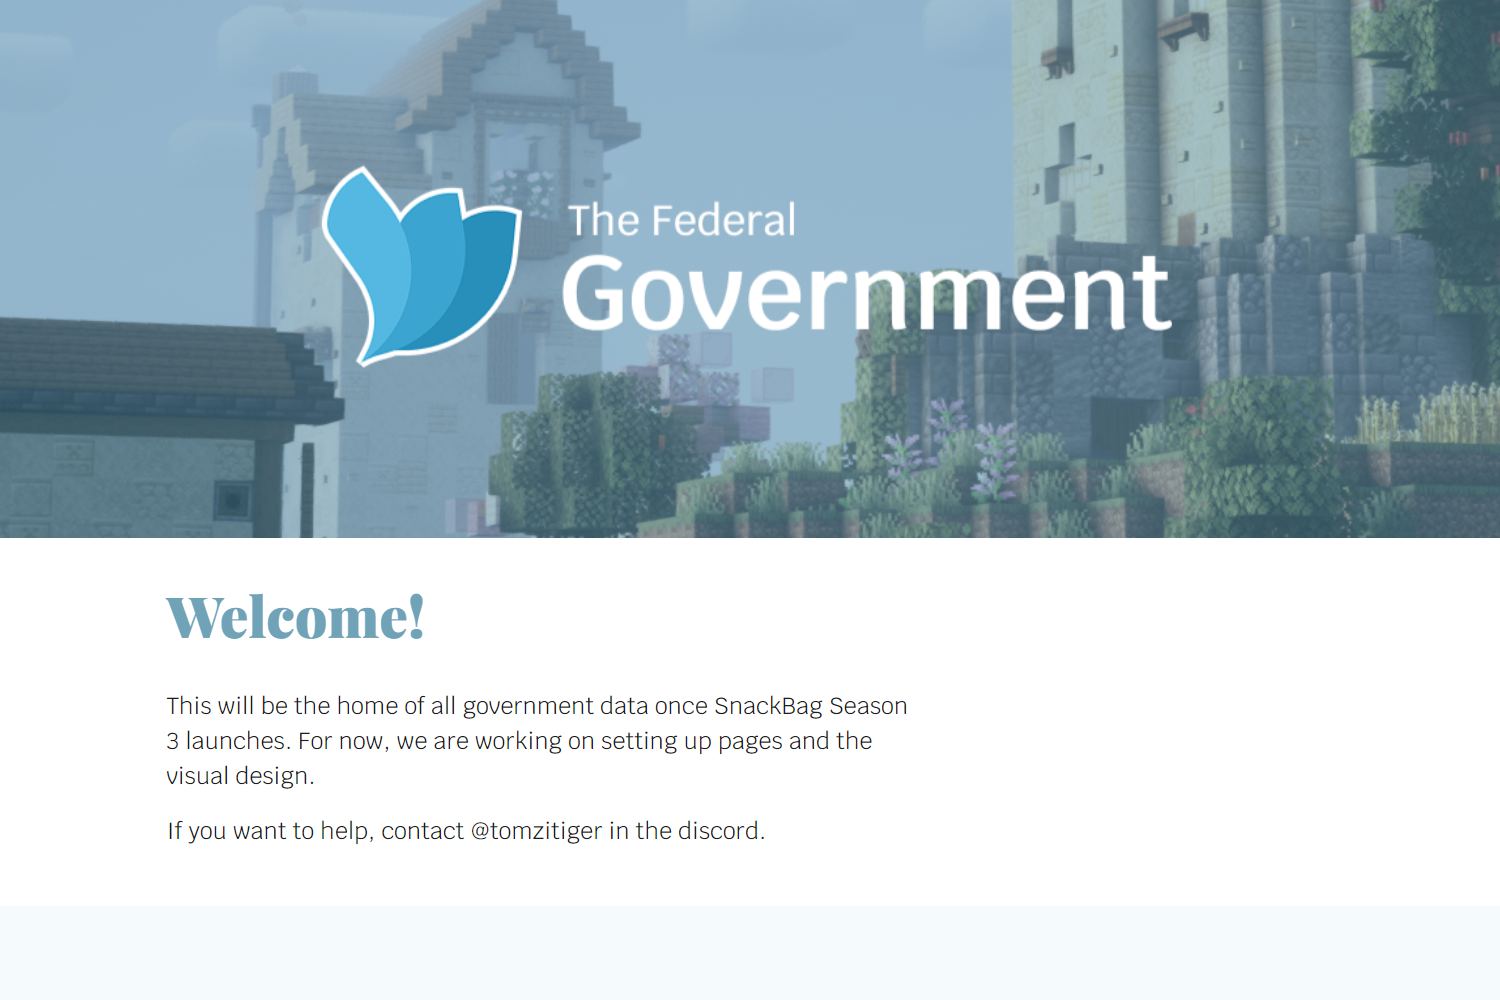 The Federal
Government
Welcome!
This will be the home of all government data once SnackBag Season
3 launches. For now, we are working on setting up pages and the
visual design.
If you want to help, contact @tomzitiger in the discord.